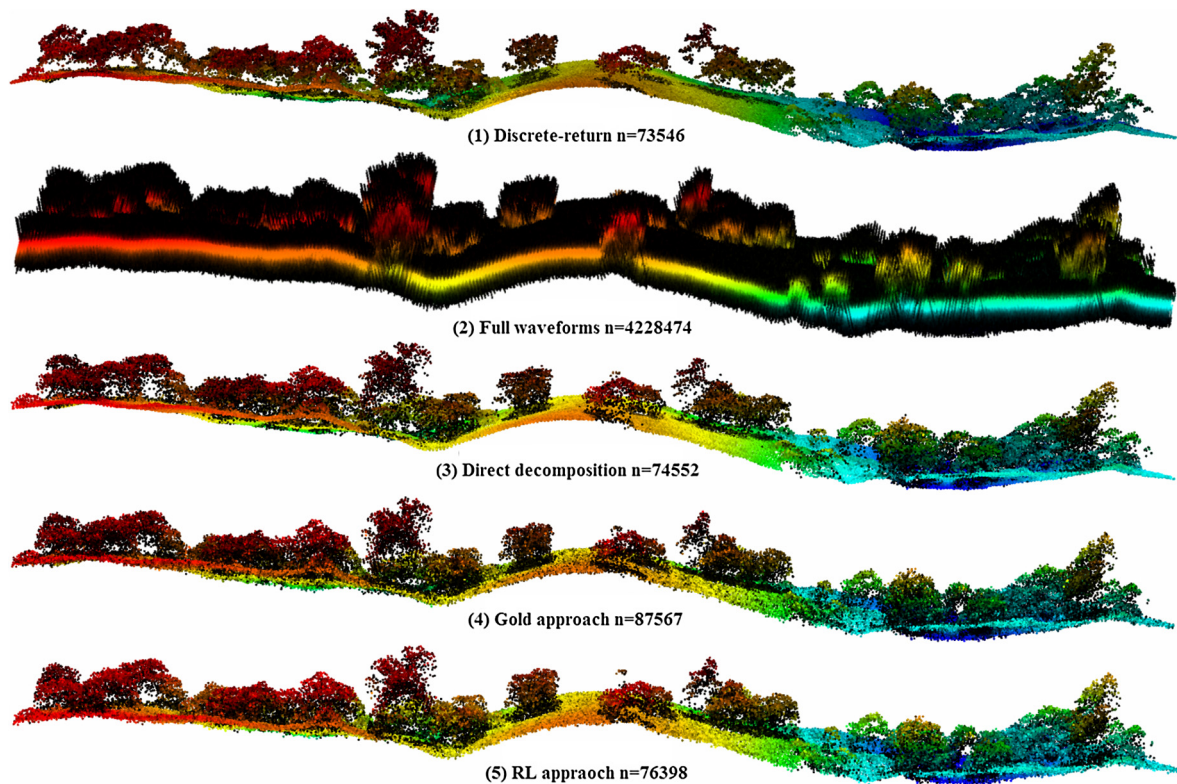 (1) Discrete-return n=73546
(2) Full waveforms n=4228474
(3) Direct decomposition n=74552
(4) Gold approach n=87567
(5) RL appraoch n=76398